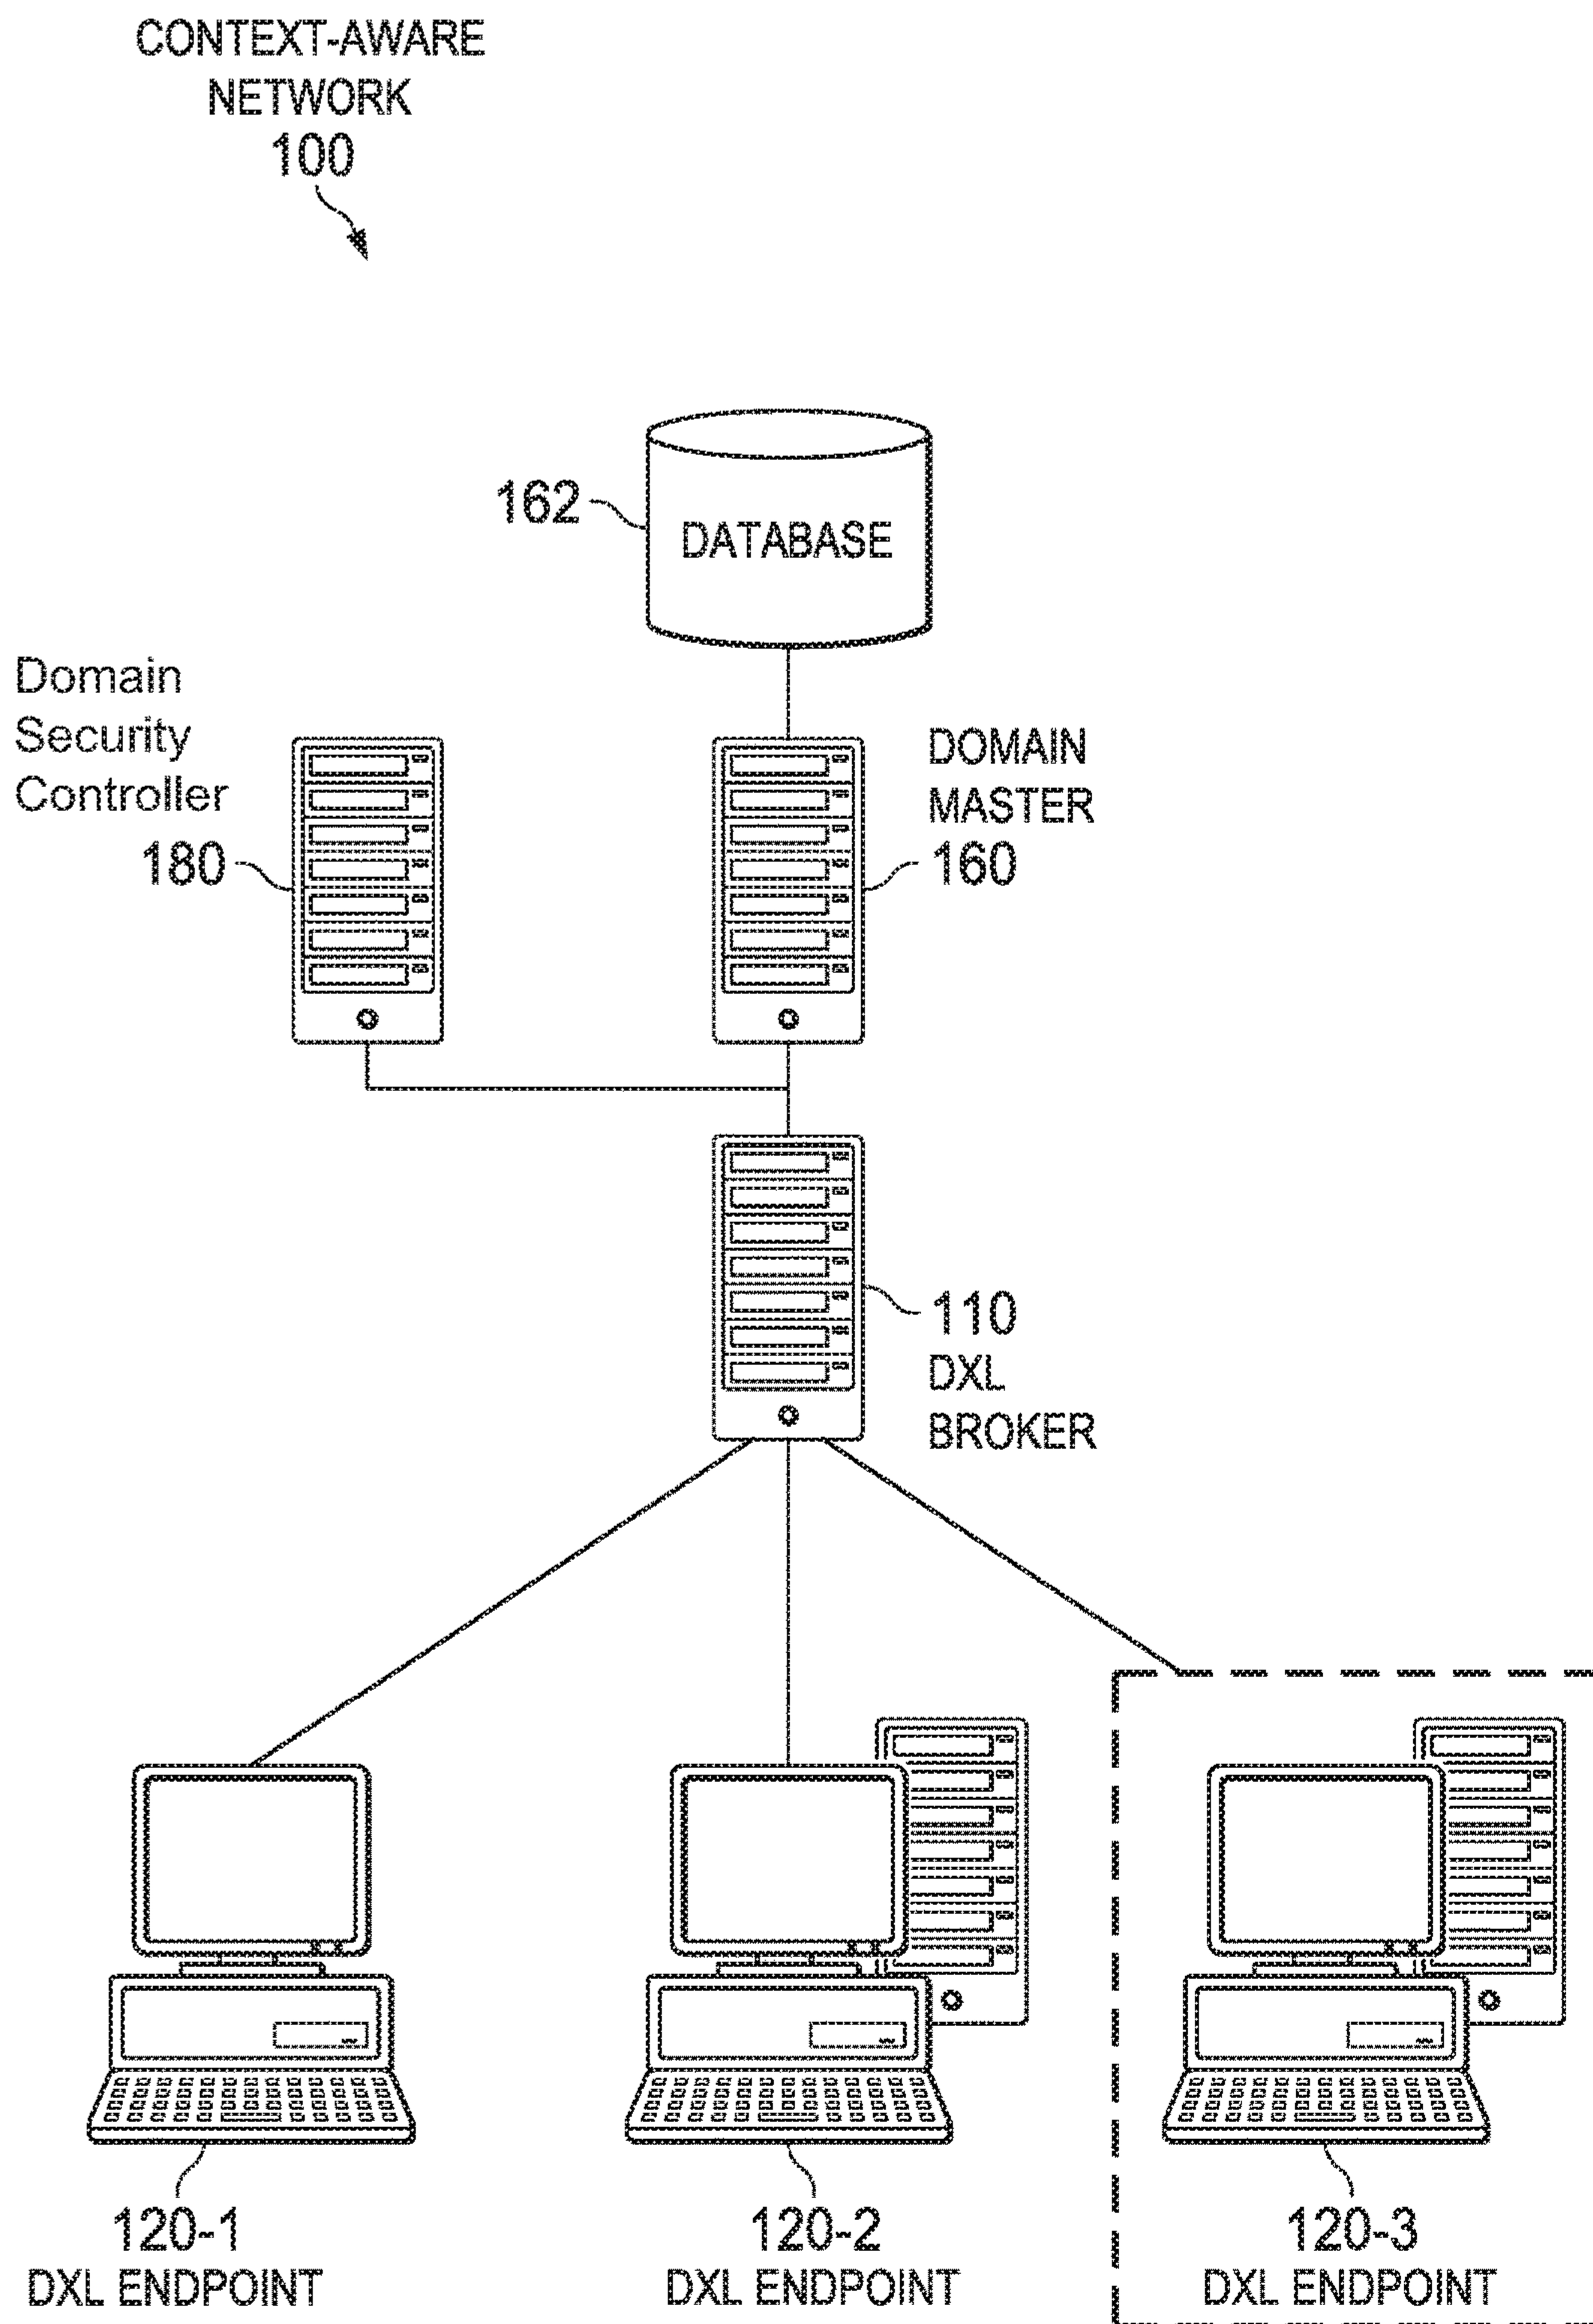 CONTEXT-AWARE
NETWORK
100
162
DATABASE
Domain
Security
Controller
180
DOMAIN
MASTER
160
110
DXL
BROKER
120-1
DXL ENDPOINT
120-2
DXL ENDPOINT
120-3
DXL ENDPOINT